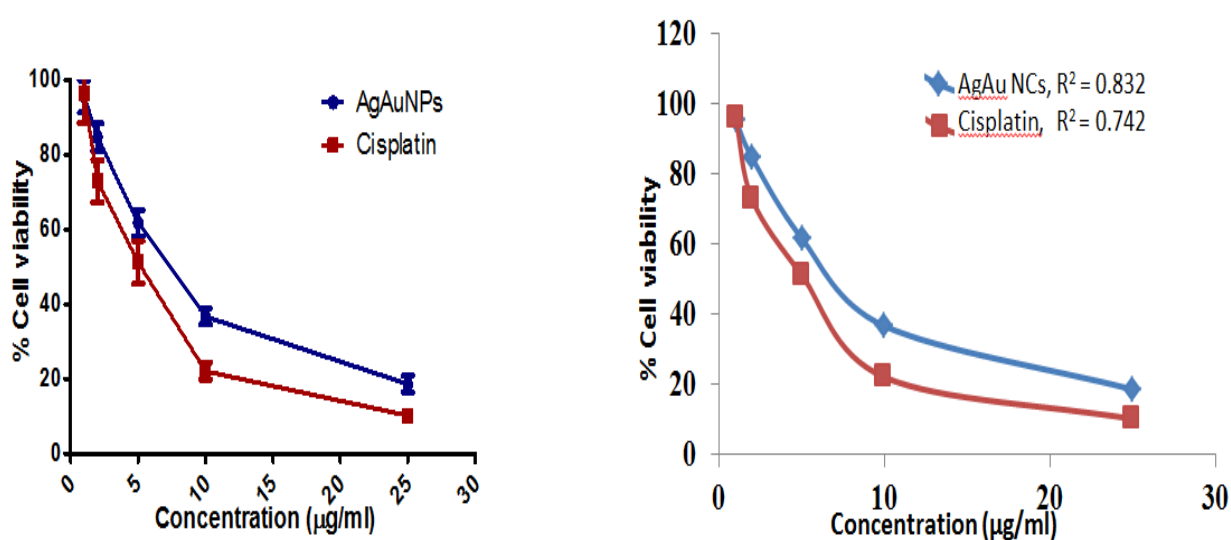 100
80
60
40
20
0
% Cell viability
AgAuNPs
Cisplatin
0 5 10 15 20 25 30
Concentration (µg/ml)
120
100
80
60
40
20
0
% Cell viability
AgAu NCs, R² = 0.832
Cisplatin, R² = 0.742
0 10 20 30
Concentration (µg/ml)